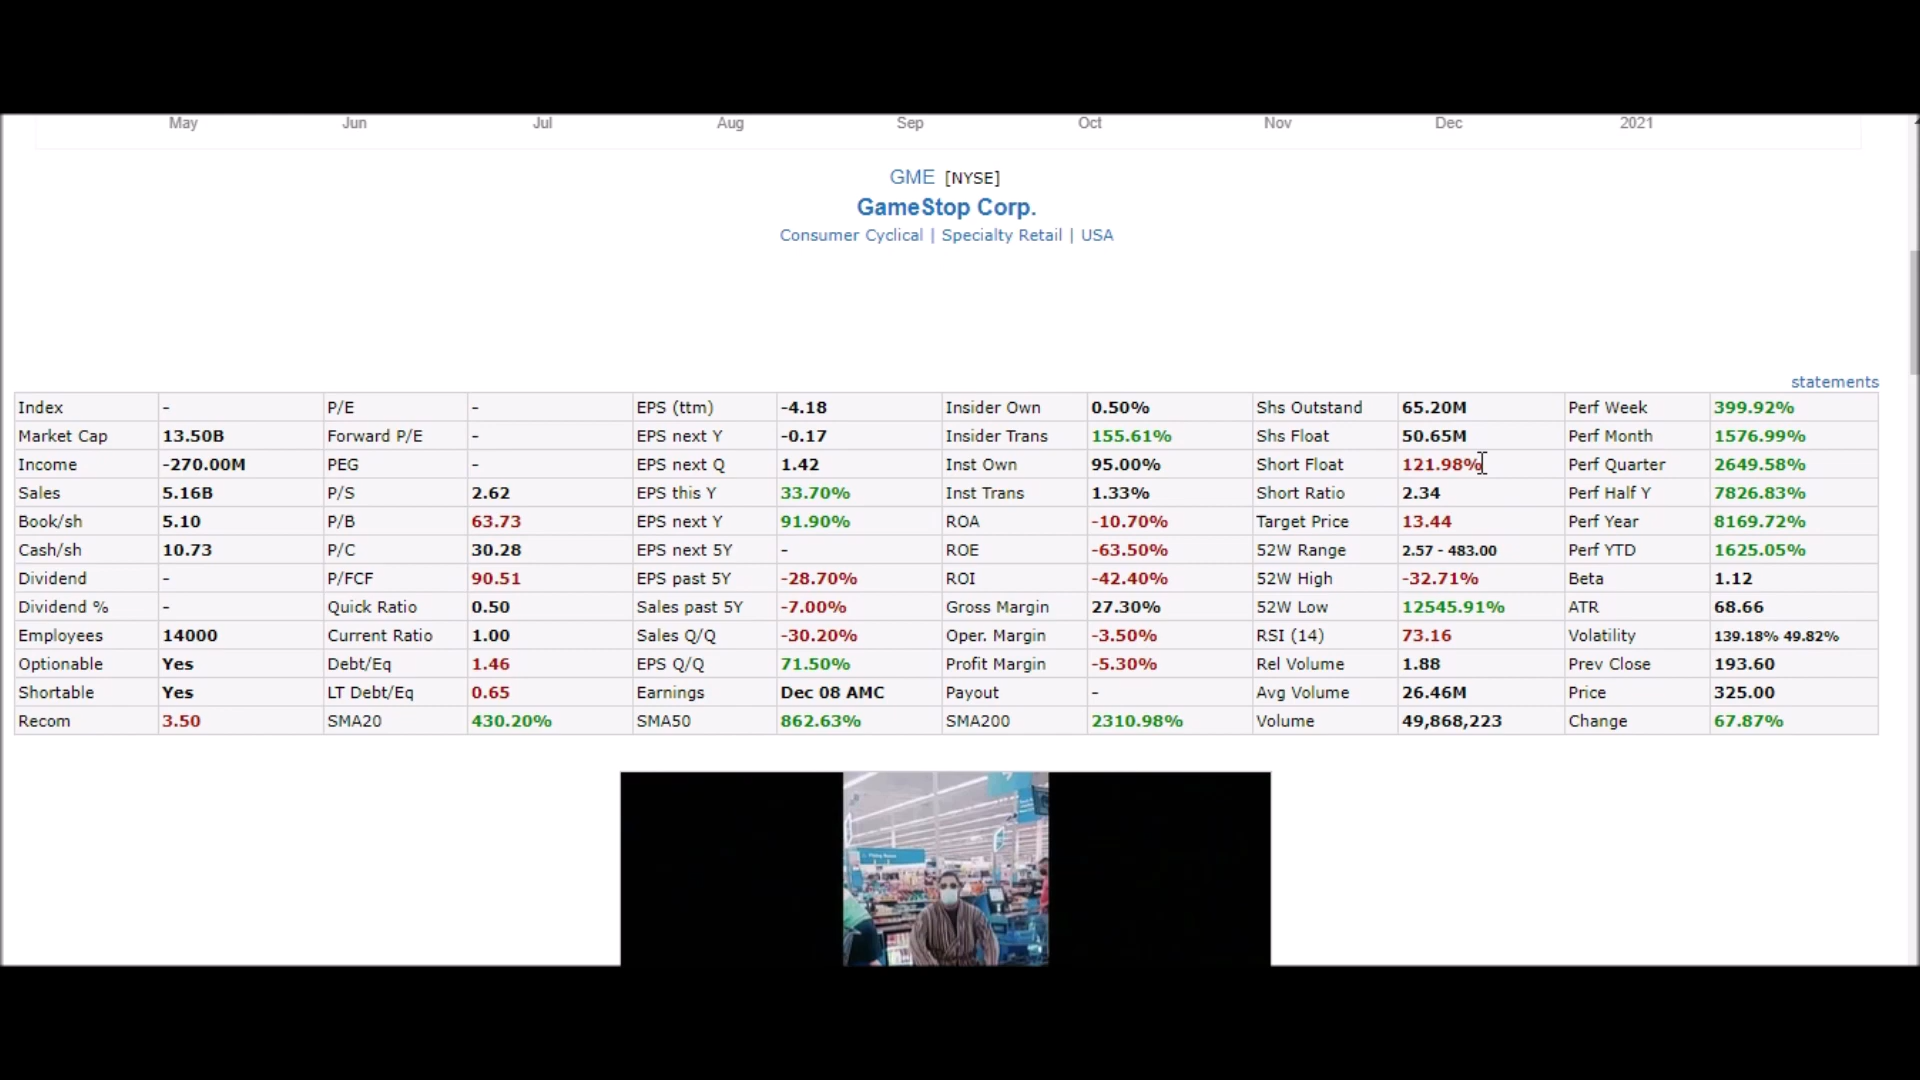 May Jun Jul Aug Sep Oct Nov Dec 2021
GME [NYSE]
GameStop Corp.
Consumer Cyclical | Specialty Retail | USA
statements
Index - P/E - EPS (ttm) -4.18 Insider Own 0.50% Shs Outstand 65.20M Perf Week 399.92%
Market Cap 13.50B Forward P/E - EPS next Y -0.17 Insider Trans 155.61% Shs Float 50.65M Perf Month 1576.99%
Income -270.00M PEG - EPS next Q 1.42 Inst Own 95.00% Short Float 121.98% Perf Quarter 2649.58%
Sales 5.16B P/S 2.62 EPS this Y 33.70% Inst Trans 1.33% Short Ratio 2.34 Perf Half Y 7826.83%
Book/sh 5.10 P/B 63.73 EPS next Y 91.90% ROA -10.70% Target Price 13.44 Perf Year 8169.72%
Cash/sh 10.73 P/C 30.28 EPS next 5Y - ROE -63.50% 52W Range 2.57 - 483.00 Perf YTD 1625.05%
Dividend - P/FCF 90.51 EPS past 5Y -28.70% ROI -42.40% 52W High -32.71% Beta 1.12
Dividend % - Quick Ratio 0.50 Sales past 5Y -7.00% Gross Margin 27.30% 52W Low 12545.91% ATR 68.66
Employees 14000 Current Ratio 1.00 Sales Q/Q -30.20% Oper. Margin -3.50% RSI (14) 73.16 Volatility 139.18% 49.82%
Optionable Yes Debt/Eq 1.46 EPS Q/Q 71.50% Profit Margin -5.30% Rel Volume 1.88 Prev Close 193.60
Shortable Yes LT Debt/Eq 0.65 Earnings Dec 08 AMC Payout - Avg Volume 26.46M Price 325.00
Recom 3.50 SMA20 430.20% SMA50 862.63% SMA200 2310.98% Volume 49,868,223 Change 67.87%